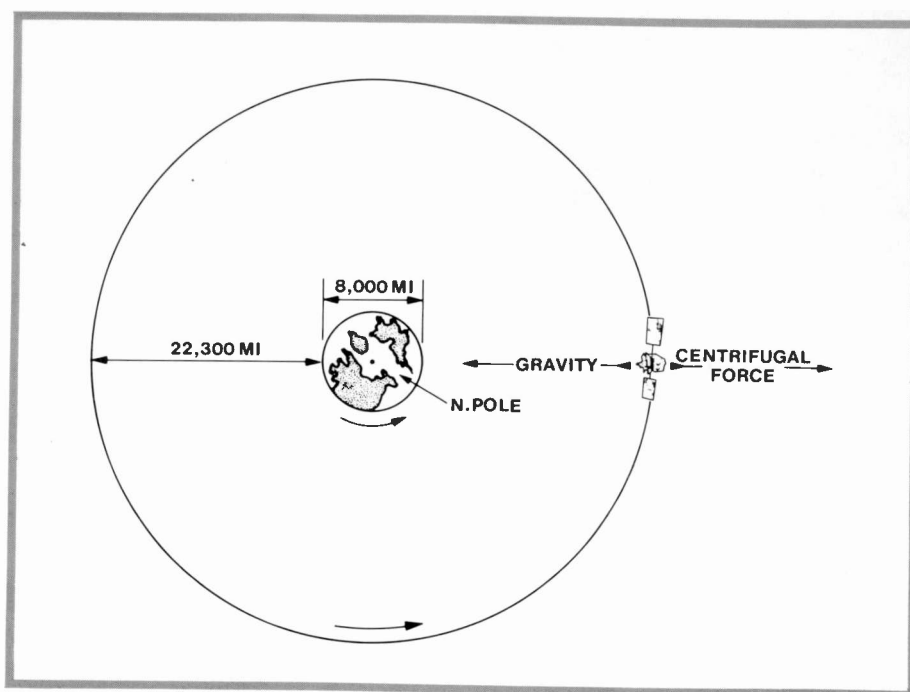 8,000 MI
22,300 MI
GRAVITY
CENTRIFUGAL
FORCE
N.POLE